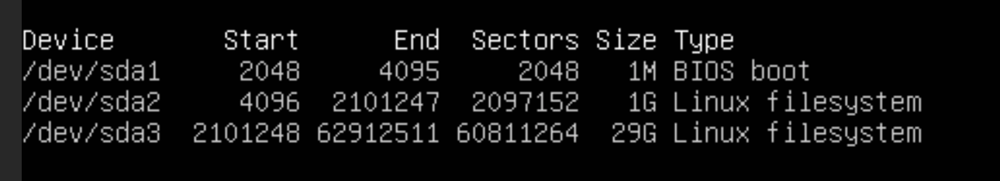 Device Start End Sectors Size Type
/dev/sda1 2048 4095 2048 1M BIOS boot
/dev/sda2 4096 2101247 2097152 1G Linux filesystem
/dev/sda3 2101248 62912511 60811264 29G Linux filesystem